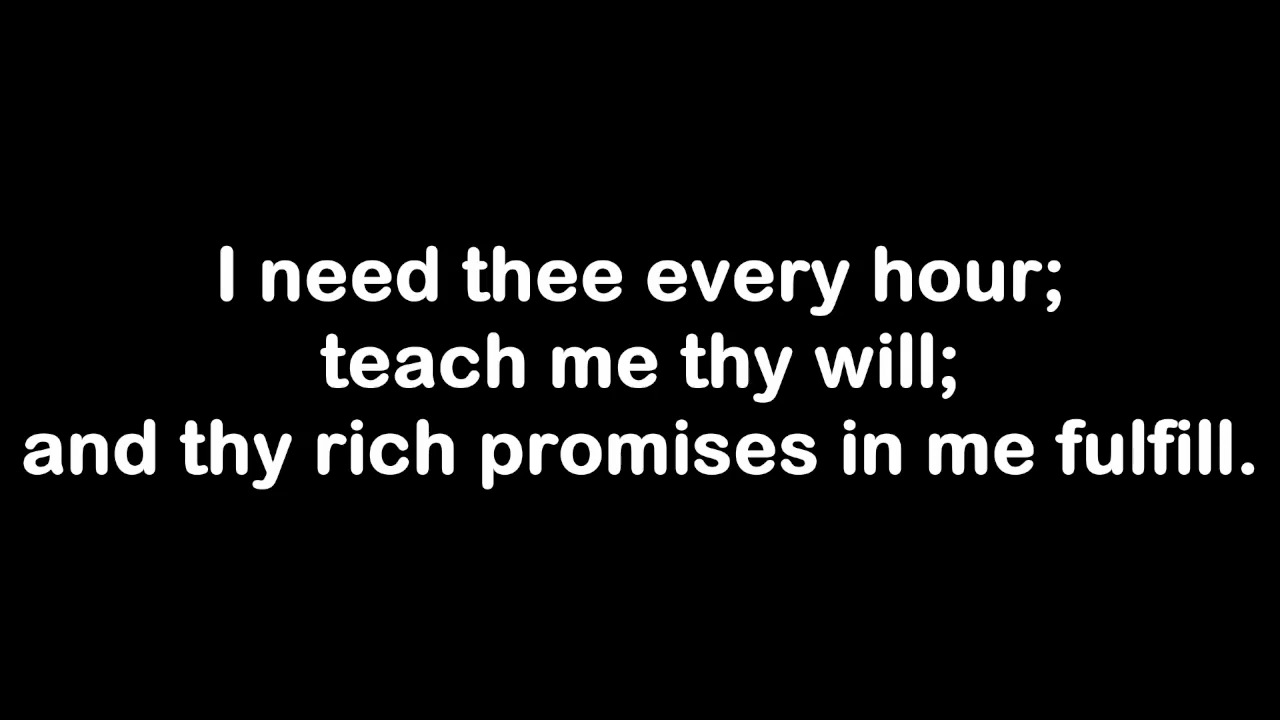 I need thee every hour;
teach me thy will;
and thy rich promises in me fulfill.